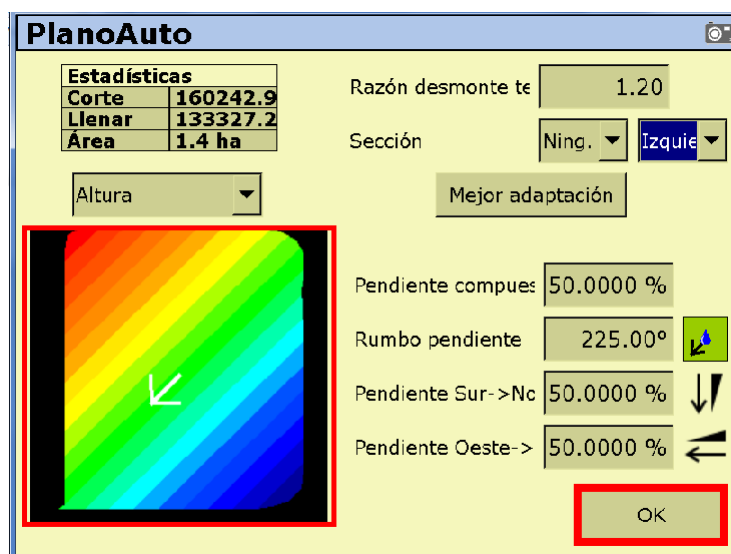 PlanoAuto
Estadísticas
Corte 160242.9
Llenar 133327.2
Área 1.4 ha
Razón desmonte te 1.20
Sección Ning. Izquie
Altura
Mejor adaptación
Pendiente compues 50.0000 %
Rumbo pendiente 225.00º
Pendiente Sur->No 50.0000 %
Pendiente Oeste-> 50.0000 %
OK